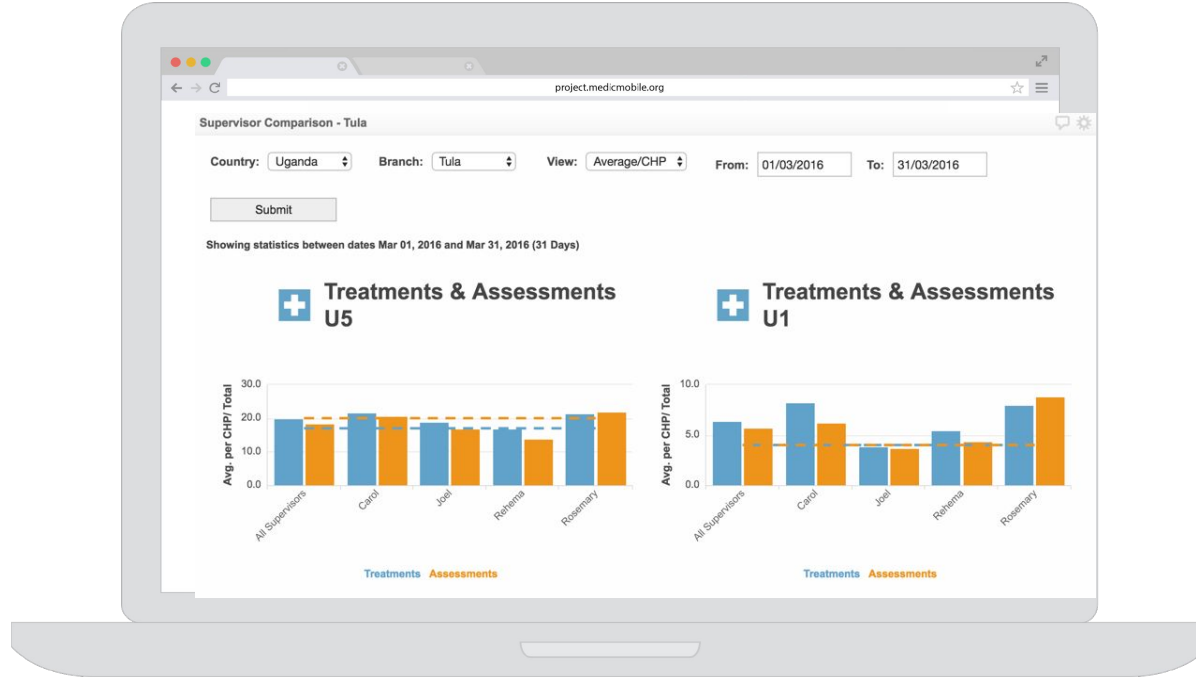 project.medicmobile.org
Supervisor Comparison - Tula
Country: Uganda Branch: Tula View: Average/CHP From: 01/03/2016 To: 31/03/2016
Submit
Showing statistics between dates Mar 01, 2016 and Mar 31, 2016 (31 Days)
Treatments & Assessments
U5
Avg. per CHP/ Total
30.0
20.0
10.0
0.0
All Supervisors
Carol
Joel
Rehema
Rosemary
Treatments Assessments
Treatments & Assessments
U1
Avg. per CHP/ Total
10.0
5.0
0.0
All Supervisors
Carol
Joel
Rehema
Rosemary
Treatments Assessments